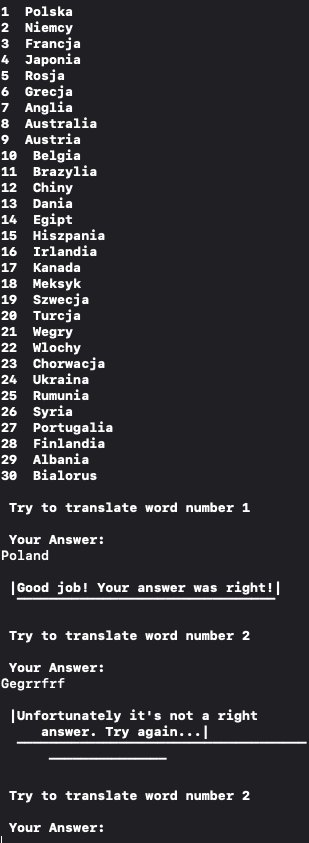 1  Polska
2  Niemcy
3  Francja
4  Japonia
5  Rosja
6  Grecja
7  Anglia
8  Australia
9  Austria
10  Belgia
11  Brazylia
12  Chiny
13  Dania
14  Egipt
15  Hiszpania
16  Irlandia
17  Kanada
18  Meksyk
19  Szwecja
20  Turcja
21  Wegry
22  Wlochy
23  Chorwacja
24  Ukraina
25  Rumunia
26  Syria
27  Portugalia
28  Finlandia
29  Albania
30  Bialorus
Try to translate word number 1
Your Answer:
Poland
|Good job! Your answer was right!|
Try to translate word number 2
Your Answer:
Gegrrfrf
|Unfortunately it's not a right
answer. Try again...|
Try to translate word number 2
Your Answer: